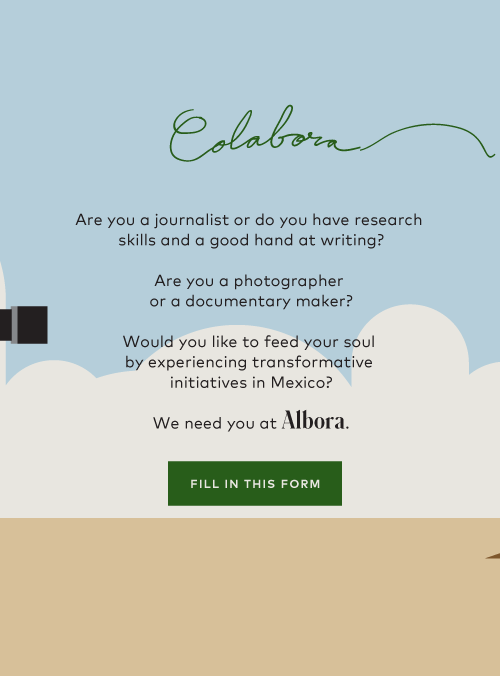 Colabora
Are you a journalist or do you have research
skills and a good hand at writing?
Are you a photographer
or a documentary maker?
Would you like to feed your soul
by experiencing transformative
initiatives in Mexico?
We need you at Albora.
FILL IN THIS FORM